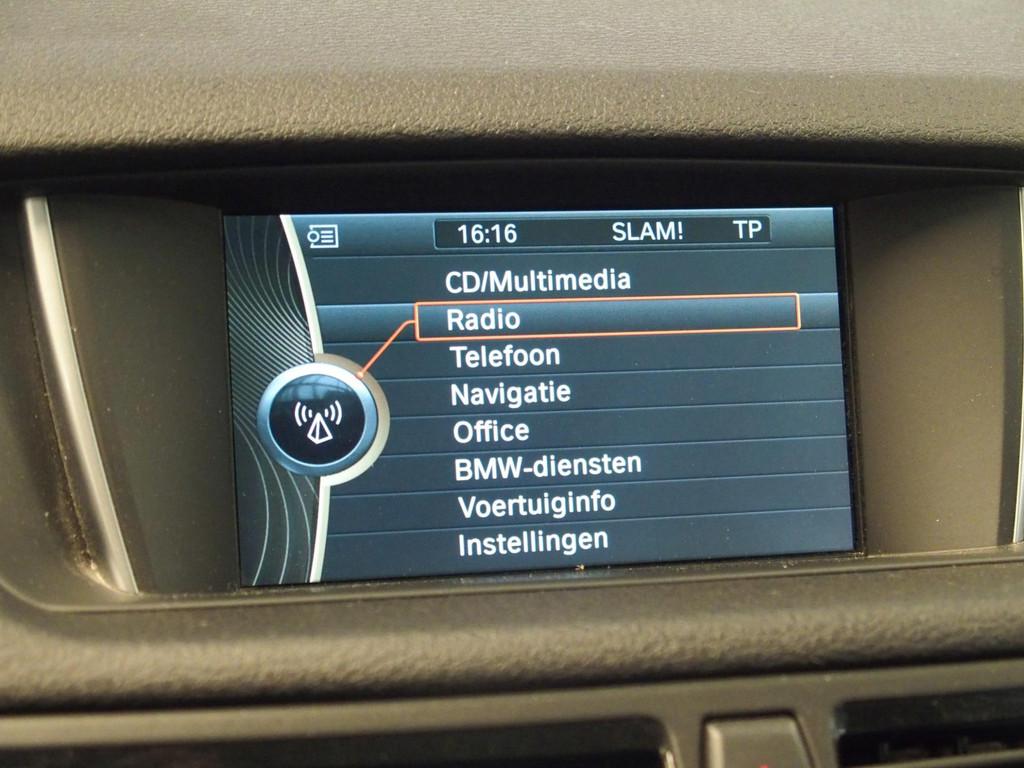 16:16 SLAM! TP
CD/Multimedia
Radio
Telefoon
Navigatie
Office
BMW-diensten
Voertuiginfo
Instellingen